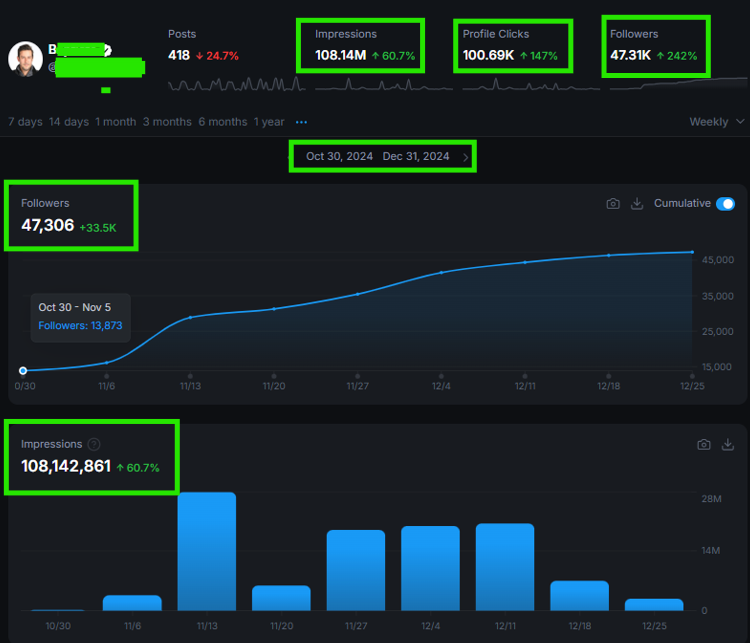 Posts
418 ↓ 24.7%
Impressions
108.14M ↑ 60.7%
Profile Clicks
100.69K ↑ 147%
Followers
47.31K ↑ 242%
7 days 14 days 1 month 3 months 6 months 1 year ···
Weekly
Oct 30, 2024 Dec 31, 2024
Followers
47,306 +33.5K
Cumulative
Oct 30 - Nov 5
Followers: 13,873
45,000
35,000
25,000
15,000
0/30 11/6 11/13 11/20 11/27 12/4 12/11 12/18 12/25
Impressions ?
108,142,861 ↑ 60.7%
28M
14M
0
10/30 11/6 11/13 11/20 11/27 12/4 12/11 12/18 12/25